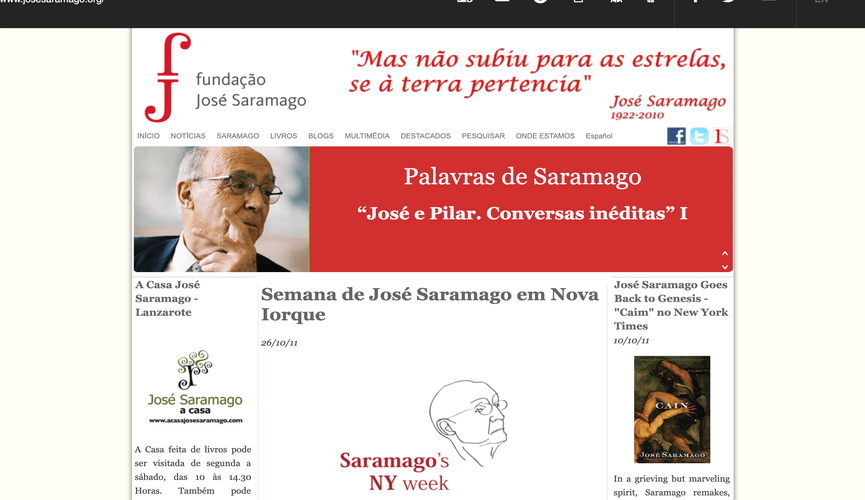 www.josesaramago.org/
EN
fundação
José Saramago
"Mas não subiu para as estrelas,
se à terra pertencia"
José Saramago
1922-2010
INÍCIO NOTÍCIAS SARAMAGO LIVROS BLOGS MULTIMÉDIA DESTACADOS PESQUISAR ONDE ESTAMOS Español
Palavras de Saramago
“José e Pilar. Conversas inéditas” I
A Casa José
Saramago -
Lanzarote
José Saramago
a casa
www.acasajosesaramago.com
A Casa feita de livros pode
ser visitada de segunda a
sábado, das 10 às 14.30
Horas. Também pode
Semana de José Saramago em Nova
Iorque
26/10/11
Saramago's
NY week
José Saramago Goes
Back to Genesis -
"Caim" no New York
Times
10/10/11
CAIN
JOSÉ SARAMAGO
In a grieving but marveling
spirit, Saramago remakes,